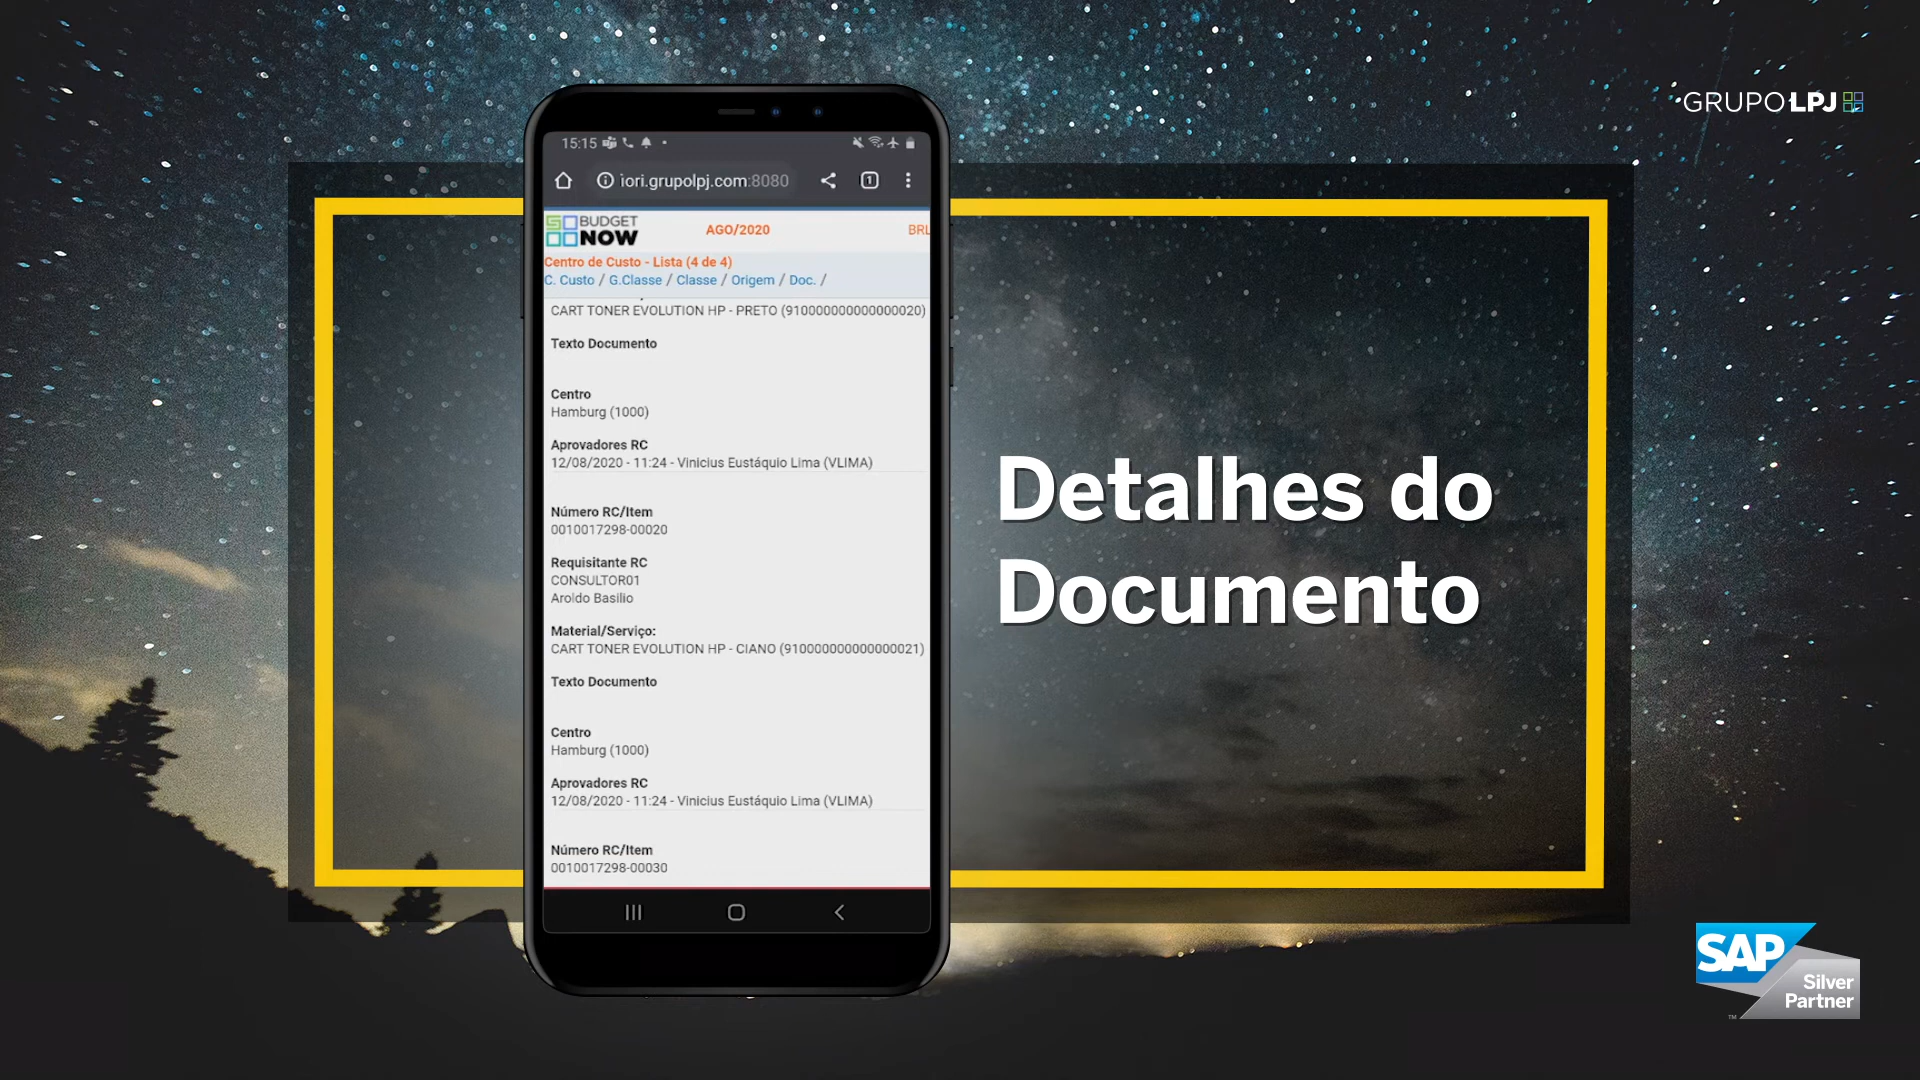 GRUPO LPJ
15:15
iori.grupolpj.com:8080
1
BUDGET
NOW
AGO/2020
BRL
Centro de Custo - Lista (4 de 4)
C. Custo / G.Classe / Classe / Origem / Doc. /
CART TONER EVOLUTION HP - PRETO (910000000000000020)
Texto Documento
Centro
Hamburg (1000)
Aprovadores RC
12/08/2020 - 11:24 - Vinicius Eustáquio Lima (VLIMA)
Número RC/Item
0010017298-00020
Requisitante RC
CONSULTOR01
Aroldo Basilio
Material/Serviço:
CART TONER EVOLUTION HP - CIANO (910000000000000021)
Texto Documento
Centro
Hamburg (1000)
Aprovadores RC
12/08/2020 - 11:24 - Vinicius Eustáquio Lima (VLIMA)
Número RC/Item
0010017298-00030
Detalhes do
Documento
SAP
Silver
Partner
TM